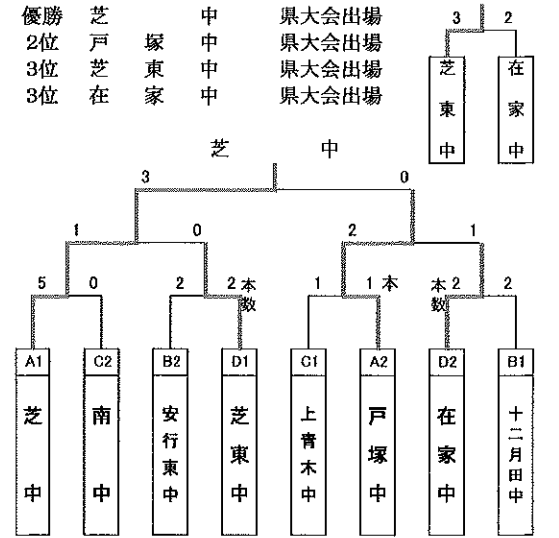 優勝 芝 中 県大会出場
2位 戸 塚 中 県大会出場
3位 芝 東 中 県大会出場
3位 在 家 中 県大会出場
3 2
芝東中 在家中
芝 中
3 0
1 0 2 1
5 0 2 2本数 1 1本 本数2 2
A1 C2 B2 D1 C1 A2 D2 B1
芝中 南中 安行東中 芝東中 上青木中 戸塚中 在家中 十二月田中